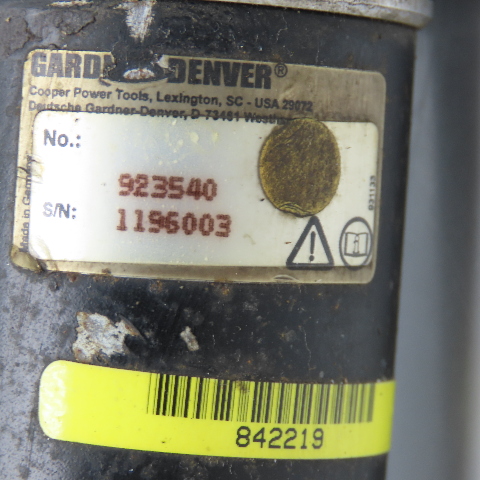 GARDNER DENVER®
Cooper Power Tools, Lexington, SC - USA 29072
Deutsche Gardner-Denver, D-73461
No.: 923540
S/N: 1196003
Made in Germany
931133
842219